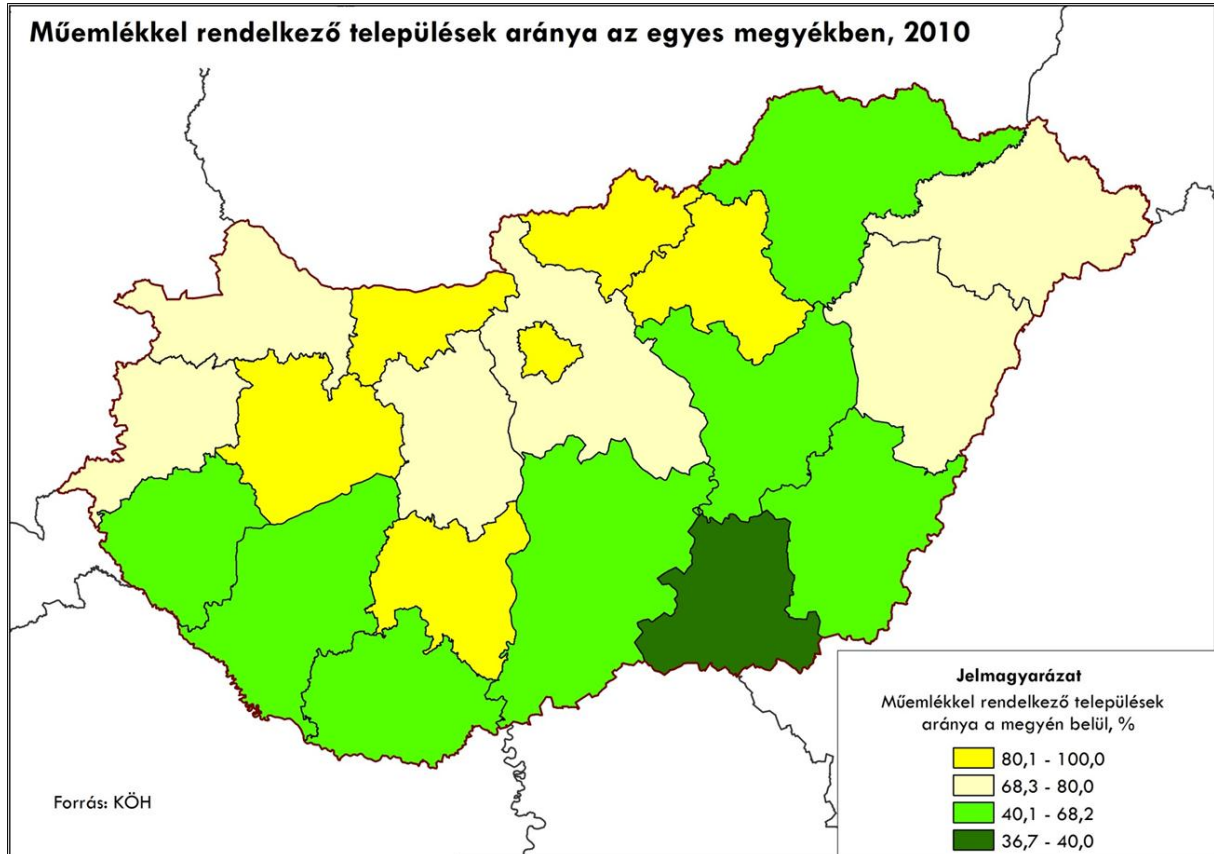 Műemlékkel rendelkező települések aránya az egyes megyékben, 2010
Jelmagyarázat
Műemlékkel rendelkező települések
aránya a megyén belül, %
80,1 - 100,0
68,3 - 80,0
40,1 - 68,2
36,7 - 40,0
Forrás: KÖH